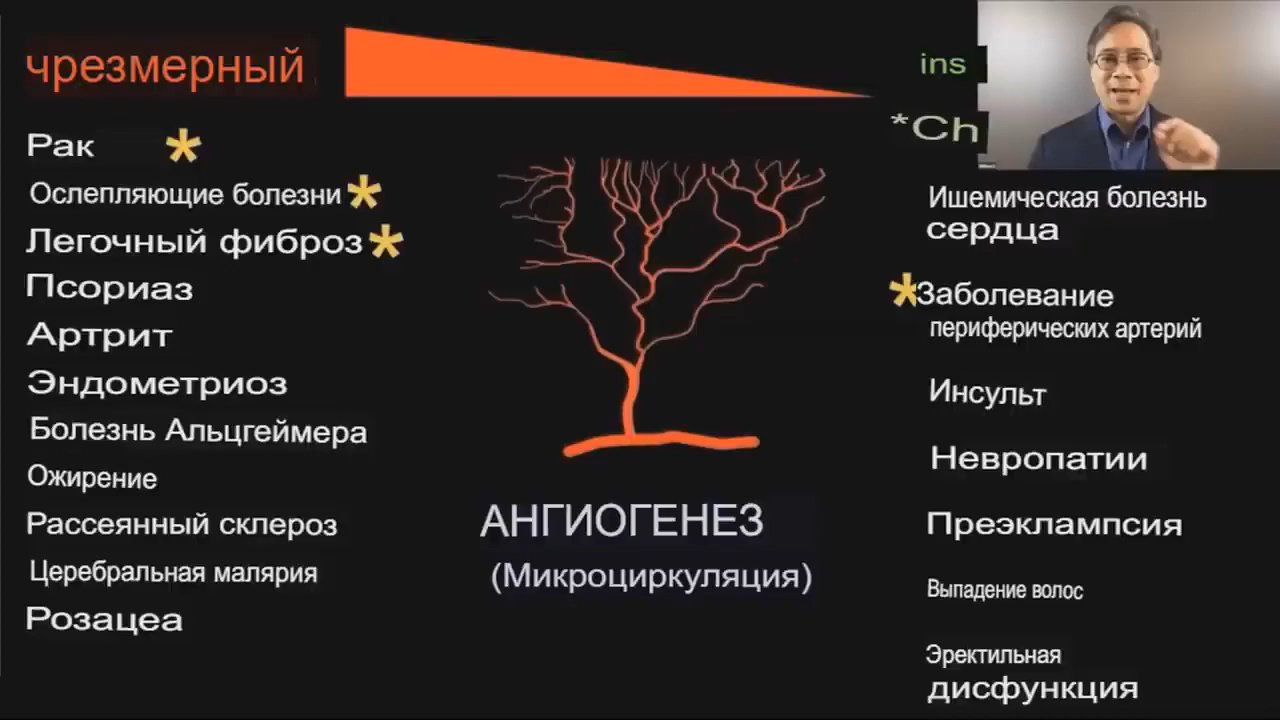 чрезмерный
ins
*Ch
Рак *
Ослепляющие болезни *
Легочный фиброз *
Псориаз
Артрит
Эндометриоз
Болезнь Альцгеймера
Ожирение
Рассеянный склероз
Церебральная малярия
Розацеа
АНГИОГЕНЕЗ
(Микроциркуляция)
Ишемическая болезнь
сердца
*Заболевание
периферических артерий
Инсульт
Невропатии
Преэклампсия
Выпадение волос
Эректильная
дисфункция